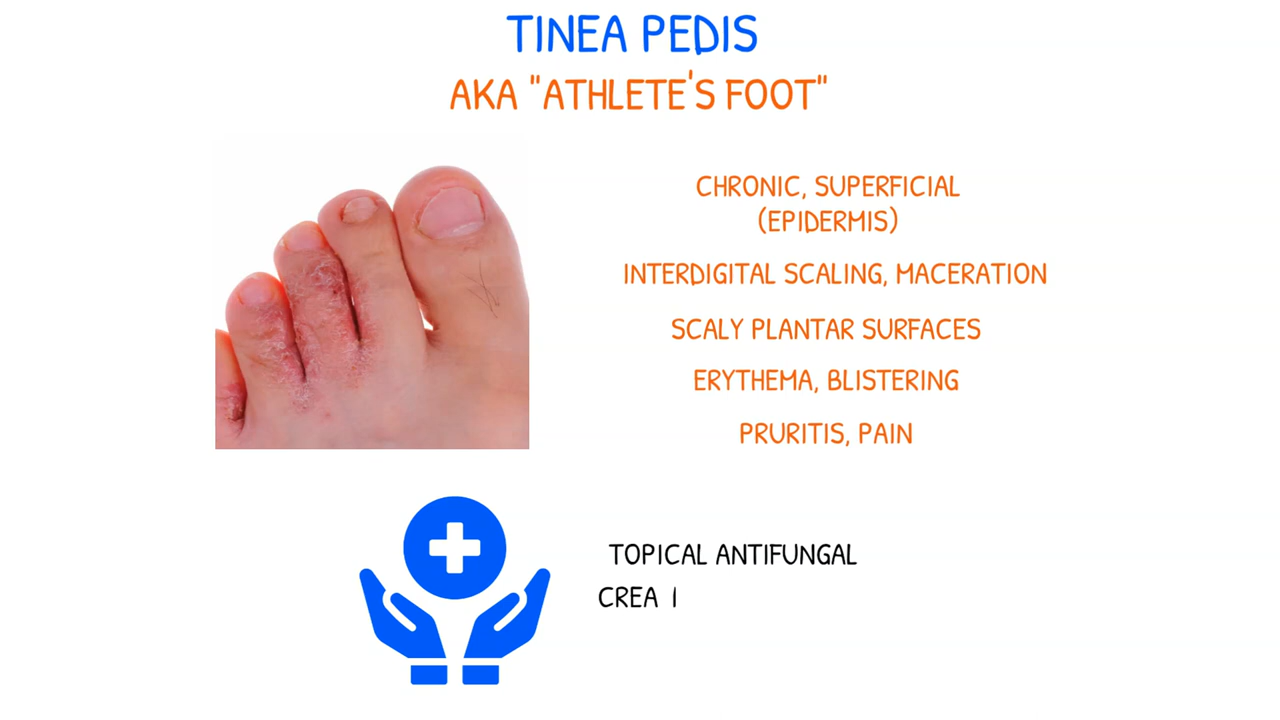 TINEA PEDIS
AKA "ATHLETE'S FOOT"
CHRONIC, SUPERFICIAL
(EPIDERMIS)
INTERDIGITAL SCALING, MACERATION
SCALY PLANTAR SURFACES
ERYTHEMA, BLISTERING
PRURITIS, PAIN
TOPICAL ANTIFUNGAL
CREA